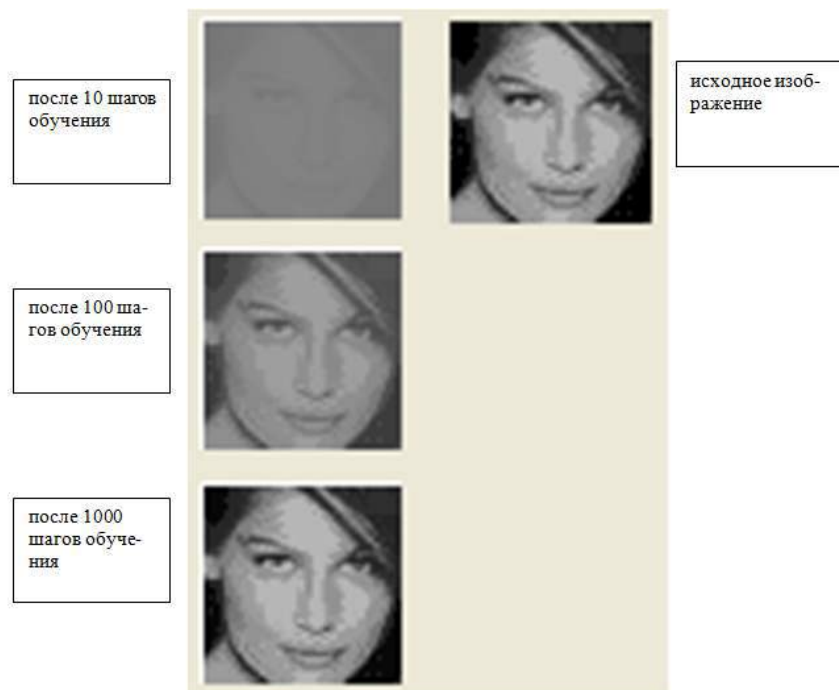 после 10 шагов
обучения
исходное изоб-
ражение
после 100 ша-
гов обучения
после 1000
шагов обуче-
ния